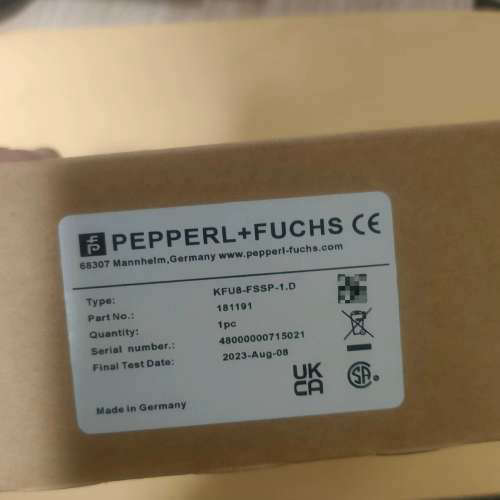 PEPPERL+FUCHS CE
68307 Mannheim,Germany www.pepperl-fuchs.com
Type: KFU8-FSSP-1.D
Part No.: 181191
Quantity: 1pc
Serial number.: 48000000715021
Final Test Date: 2023-Aug-08
UK
CA
SA
Made in Germany